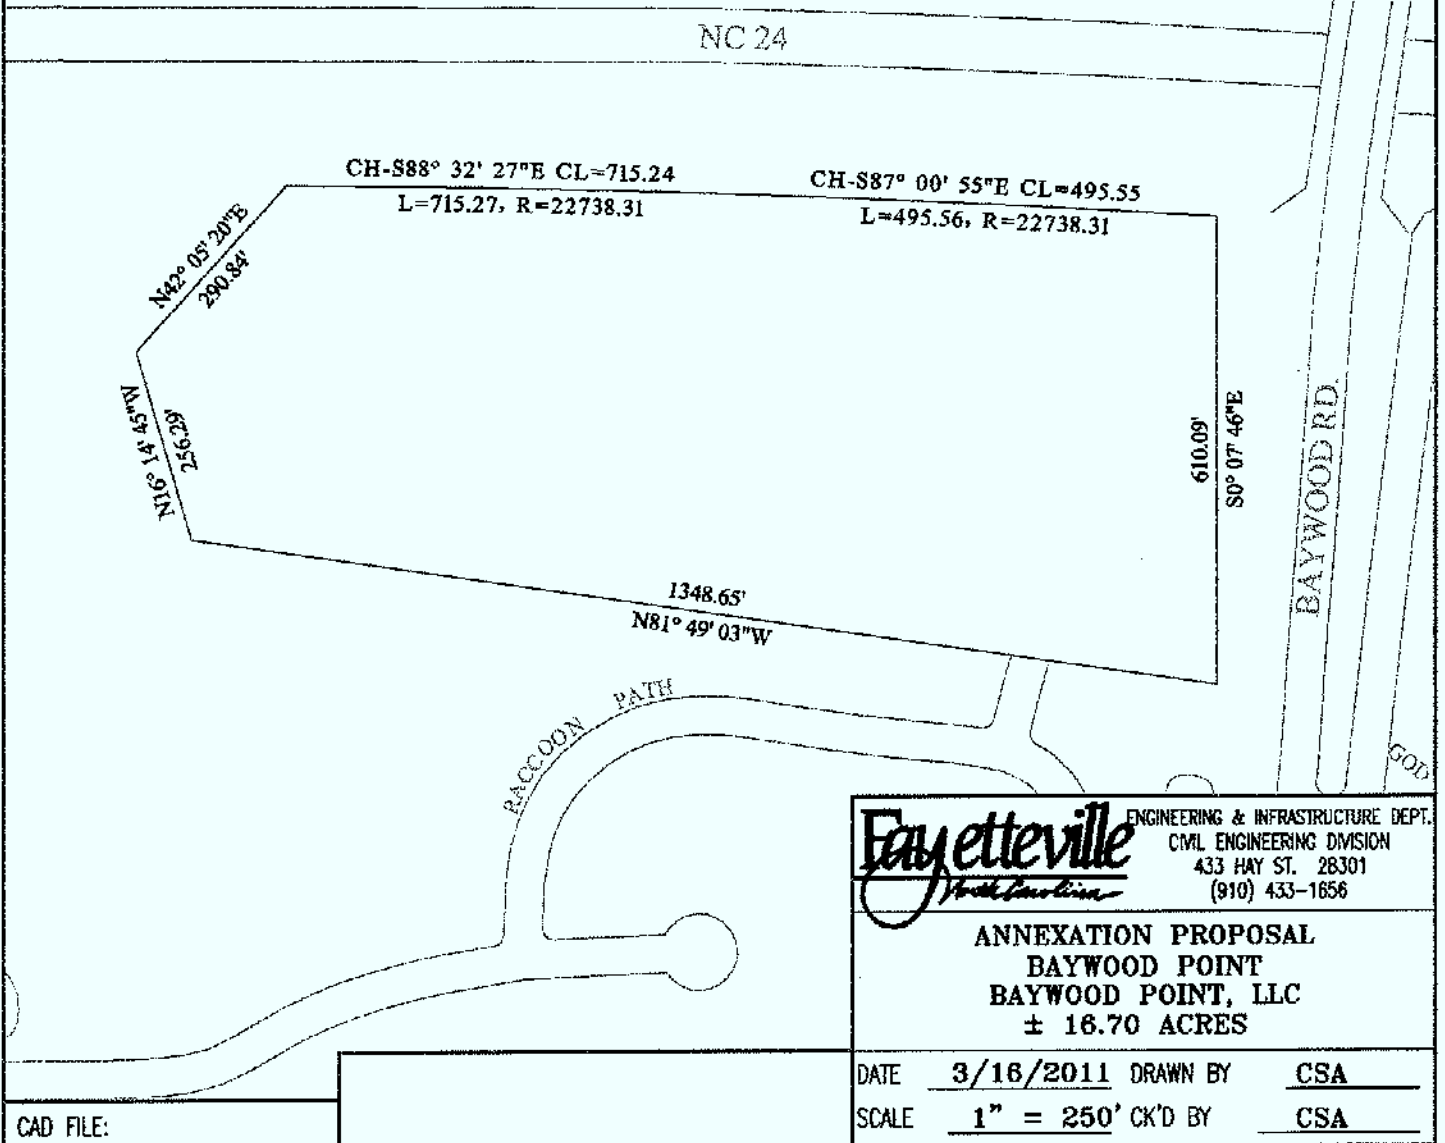 NC 24
CH-S88° 32' 27"E CL=715.24
L=715.27, R=22738.31
CH-S87° 00' 55"E CL=495.55
L=495.56, R=22738.31
N42° 05' 20"E
290.84'
N16° 14' 45"W
256.29'
610.09'
S0° 07' 46"E
BAYWOOD RD.
1348.65'
N81° 49' 03"W
RACCOON PATH
GOD
Fayetteville
North Carolina
ENGINEERING & INFRASTRUCTURE DEPT.
CIVIL ENGINEERING DIVISION
433 HAY ST. 28301
(910) 433-1656
ANNEXATION PROPOSAL
BAYWOOD POINT
BAYWOOD POINT, LLC
± 16.70 ACRES
DATE 3/16/2011 DRAWN BY CSA
SCALE 1" = 250' CK'D BY CSA
CAD FILE: